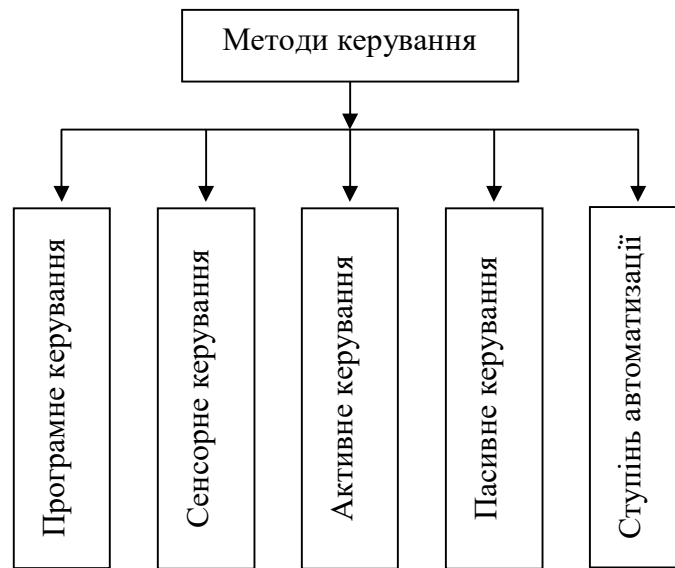 Методи керування
Програмне керування
Сенсорне керування
Активне керування
Пасивне керування
Ступінь автоматизації